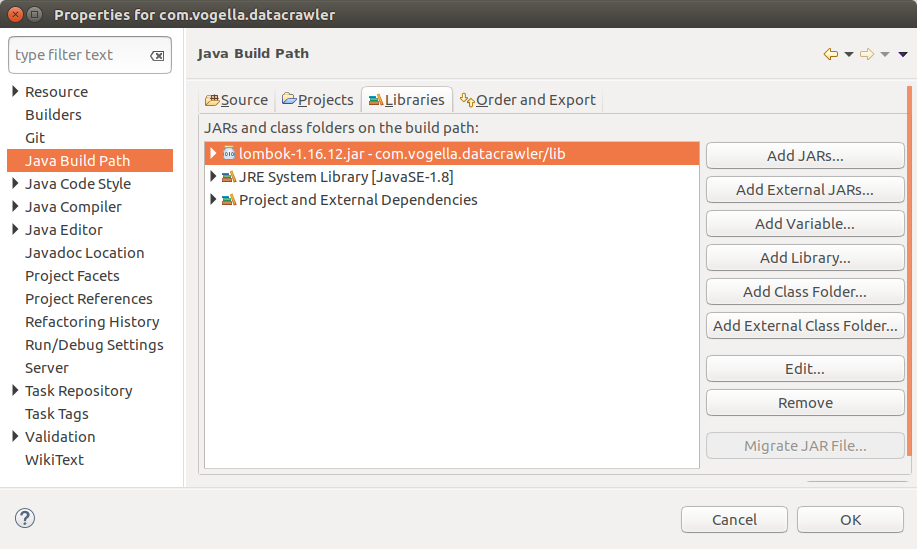 Properties for com.vogella.datacrawler
type filter text
Resource
Builders
Git
Java Build Path
Java Code Style
Java Compiler
Java Editor
Javadoc Location
Project Facets
Project References
Refactoring History
Run/Debug Settings
Server
Task Repository
Task Tags
Validation
WikiText
Java Build Path
Source Projects Libraries Order and Export
JARs and class folders on the build path:
lombok-1.16.12.jar - com.vogella.datacrawler/lib
JRE System Library [JavaSE-1.8]
Project and External Dependencies
Add JARs...
Add External JARs...
Add Variable...
Add Library...
Add Class Folder...
Add External Class Folder...
Edit...
Remove
Migrate JAR File...
Cancel
OK